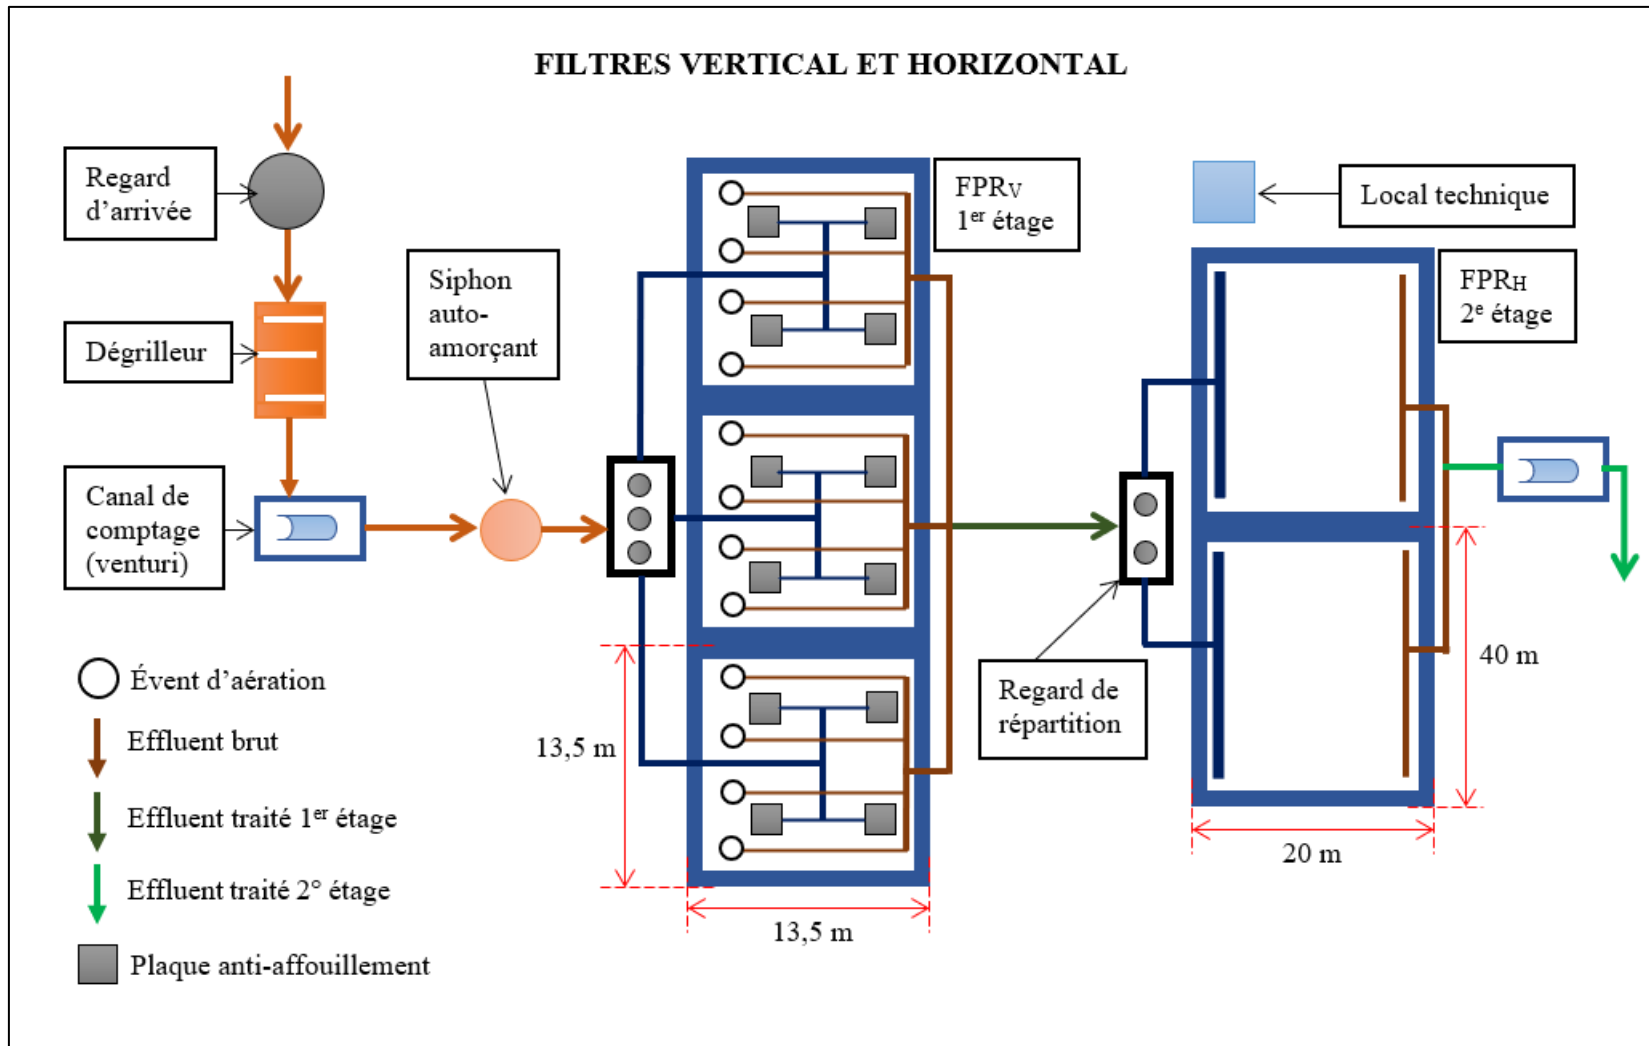 FILTRES VERTICAL ET HORIZONTAL
Regard
d’arrivée
Dégrilleur
Canal de
comptage
(venturi)
Siphon
auto-
amorçant
FPRV
1er étage
Local technique
FPRH
2e étage
Regard de
répartition
13,5 m
13,5 m
40 m
20 m
Évent d’aération
Effluent brut
Effluent traité 1er étage
Effluent traité 2° étage
Plaque anti-affouillement